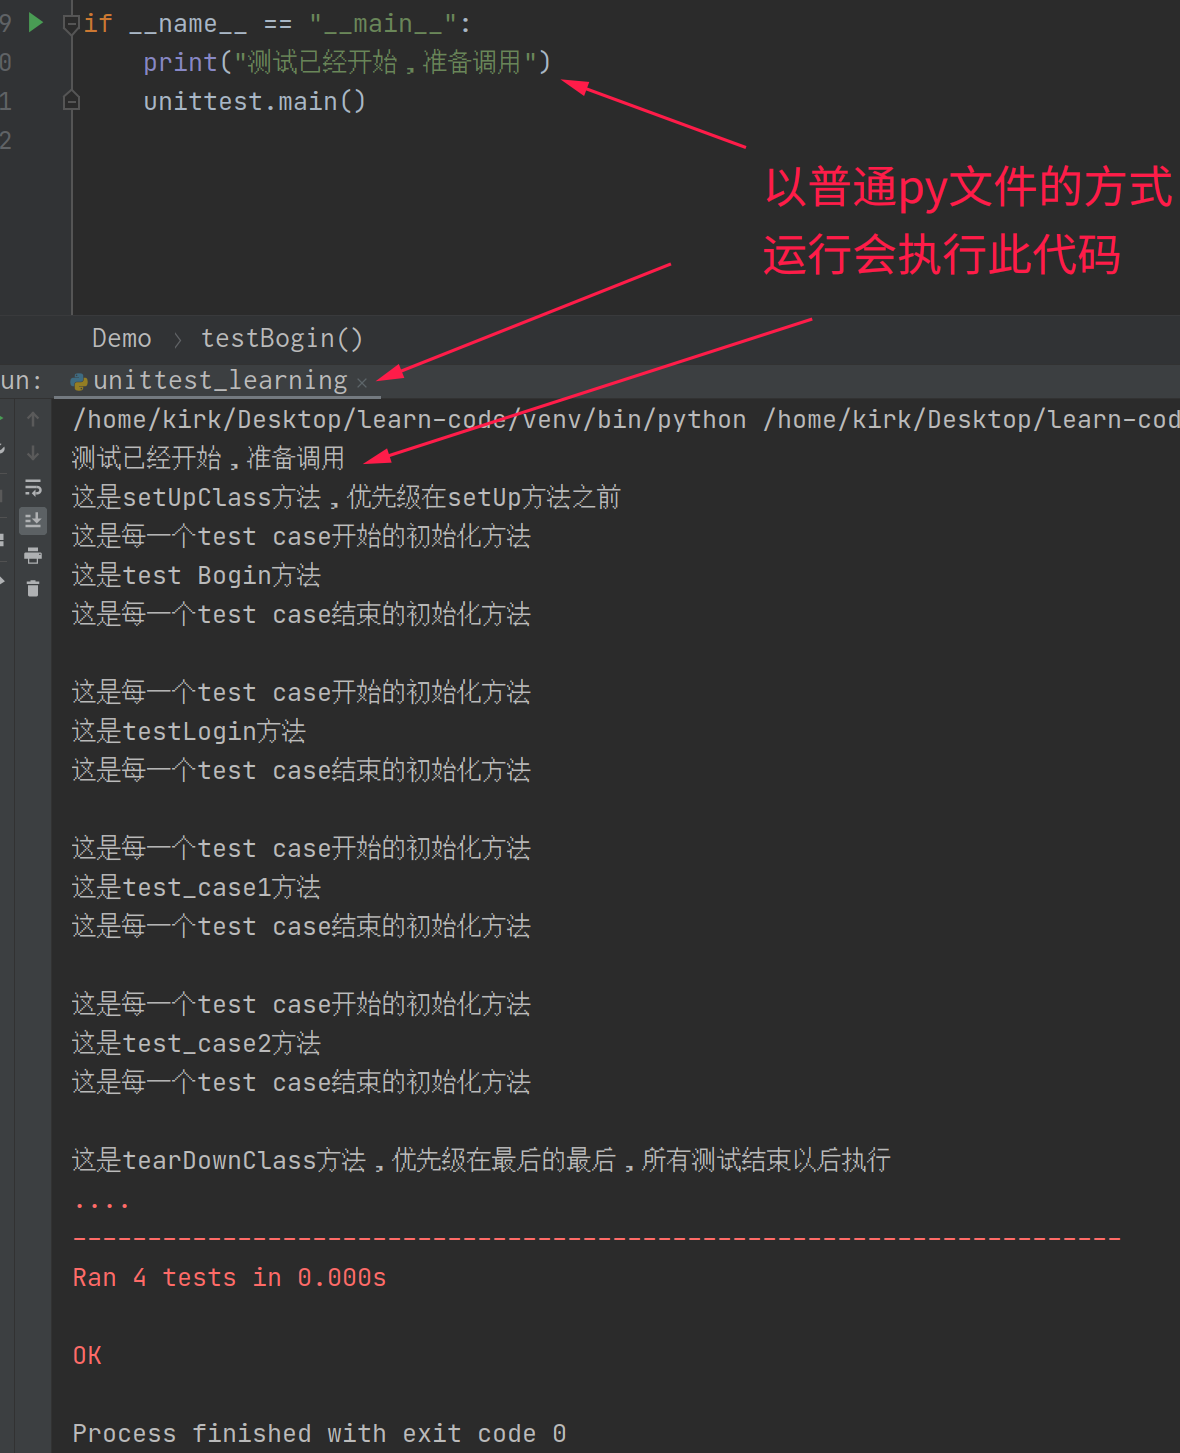 9 if __name__ == "__main__":
0 print("测试已经开始，准备调用")
1 unittest.main()
2
以普通py文件的方式
运行会执行此代码
Demo › testBogin()
un: unittest_learning ×
/home/kirk/Desktop/learn-code/venv/bin/python /home/kirk/Desktop/learn-cod
测试已经开始，准备调用
这是setUpClass方法，优先级在setUp方法之前
这是每一个test case开始的初始化方法
这是test Bogin方法
这是每一个test case结束的初始化方法
这是每一个test case开始的初始化方法
这是testLogin方法
这是每一个test case结束的初始化方法
这是每一个test case开始的初始化方法
这是test_case1方法
这是每一个test case结束的初始化方法
这是每一个test case开始的初始化方法
这是test_case2方法
这是每一个test case结束的初始化方法
这是tearDownClass方法，优先级在最后的最后，所有测试结束以后执行
....
----------------------------------------------------------------------
Ran 4 tests in 0.000s
OK
Process finished with exit code 0